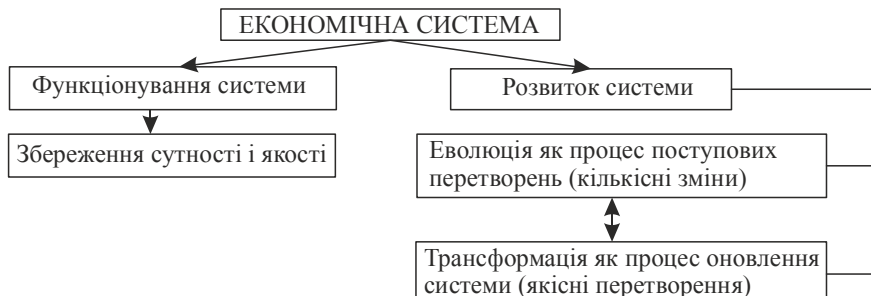 ЕКОНОМІЧНА СИСТЕМА
Функціонування системи
Розвиток системи
Збереження сутності і якості
Еволюція як процес поступових
перетворень (кількісні зміни)
Трансформація як процес оновлення
системи (якісні перетворення)